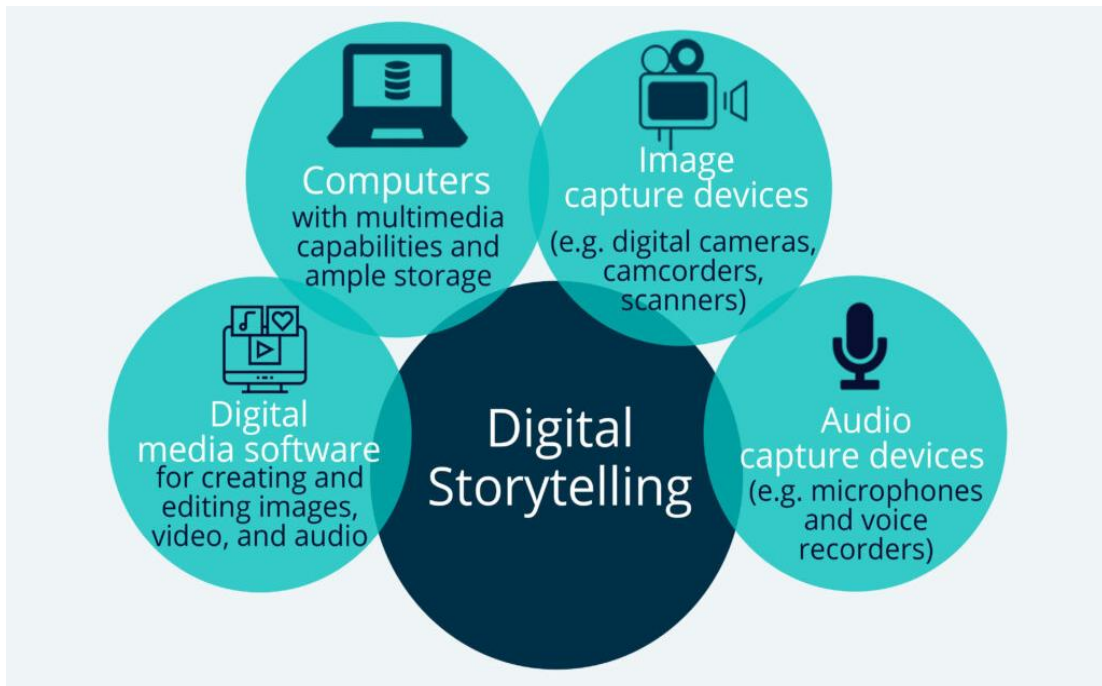 Computers
with multimedia
capabilities and
ample storage
Image
capture devices
(e.g. digital cameras,
camcorders,
scanners)
Digital
media software
for creating and
editing images,
video, and audio
Digital
Storytelling
Audio
capture devices
(e.g. microphones
and voice
recorders)